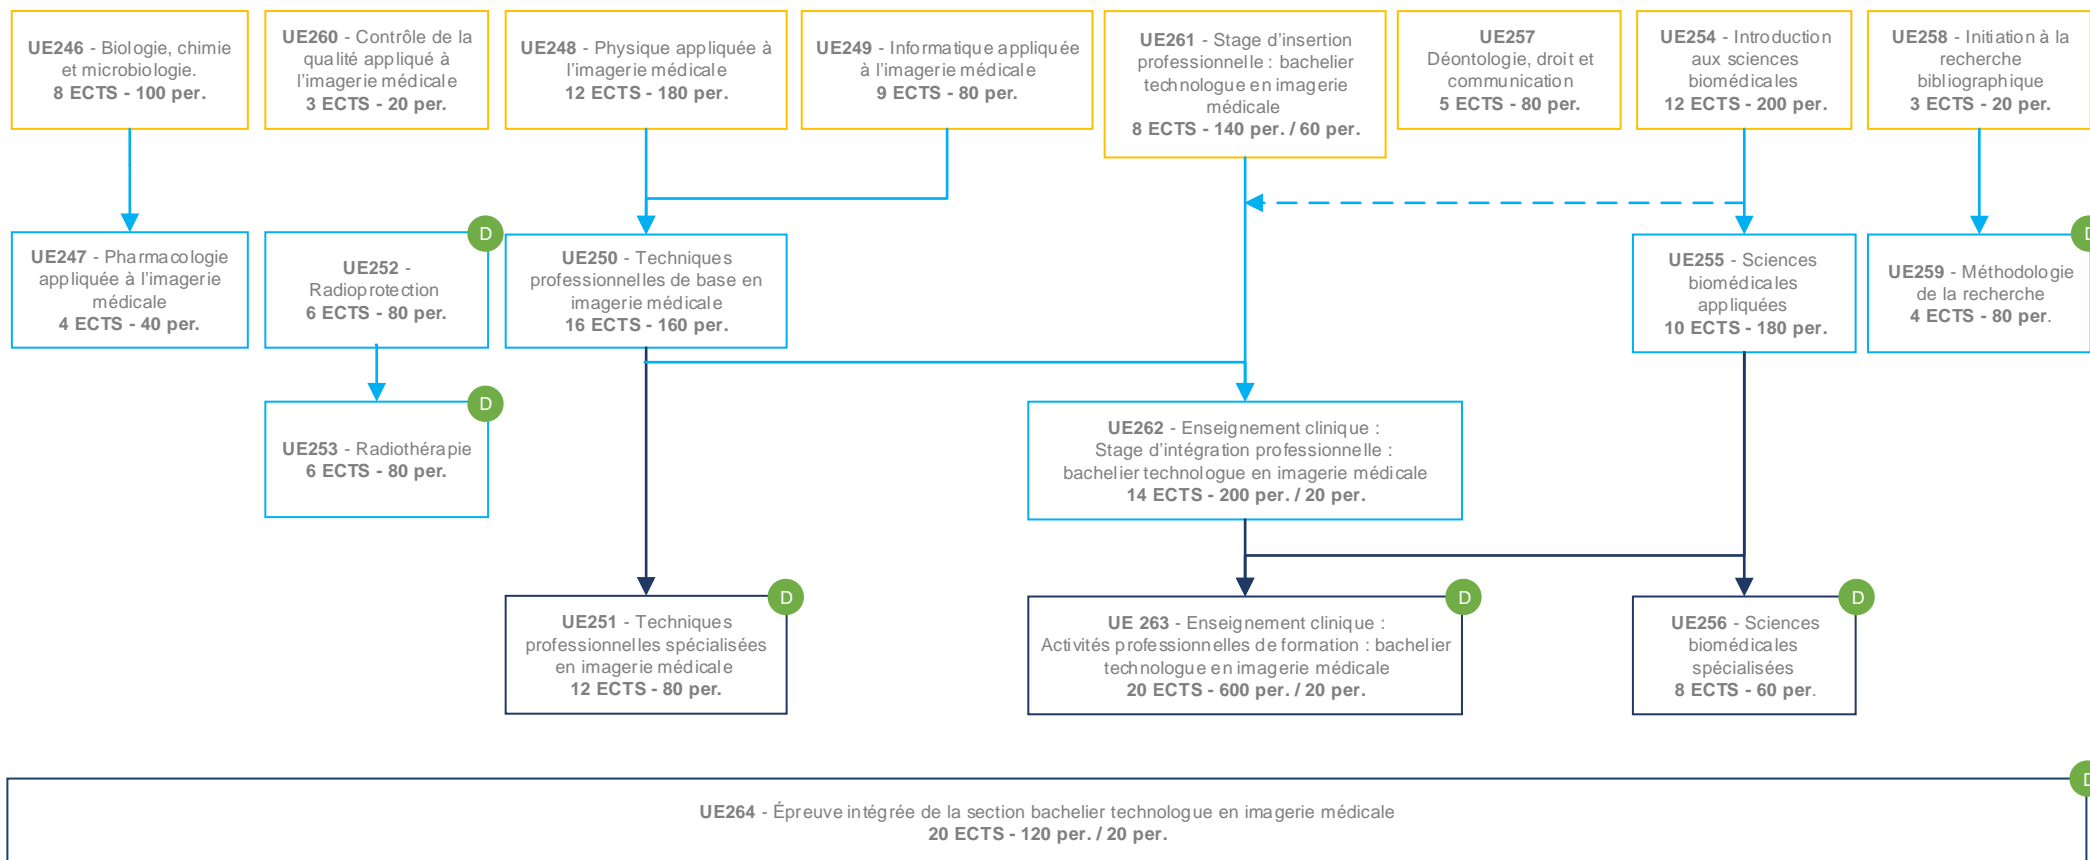 UE246 - Biologie, chimie
et microbiologie.
8 ECTS - 100 per.
UE260 - Contrôle de la
qualité appliqué à
l'imagerie médicale
3 ECTS - 20 per.
UE248 - Physique appliquée à
l'imagerie médicale
12 ECTS - 180 per.
UE249 - Informatique appliquée
à l'imagerie médicale
9 ECTS - 80 per.
UE261 - Stage d'insertion
professionnelle : bachelier
technologue en imagerie
médicale
8 ECTS - 140 per. / 60 per.
UE257
Déontologie, droit et
communication
5 ECTS - 80 per.
UE254 - Introduction
aux sciences
biomédicales
12 ECTS - 200 per.
UE258 - Initiation à la
recherche
bibliographique
3 ECTS - 20 per.
UE247 - Pharmacologie
appliquée à l'imagerie
médicale
4 ECTS - 40 per.
D
UE252 -
Radioprotection
6 ECTS - 80 per.
UE250 - Techniques
professionnelles de base en
imagerie médicale
16 ECTS - 160 per.
UE255 - Sciences
biomédicales
appliquées
10 ECTS - 180 per.
D
UE259 - Méthodologie
de la recherche
4 ECTS - 80 per.
D
UE253 - Radiothérapie
6 ECTS - 80 per.
UE262 - Enseignement clinique :
Stage d'intégration professionnelle :
bachelier technologue en imagerie médicale
14 ECTS - 200 per. / 20 per.
D
UE251 - Techniques
professionnelles spécialisées
en imagerie médicale
12 ECTS - 80 per.
D
UE 263 - Enseignement clinique :
Activités professionnelles de formation : bachelier
technologue en imagerie médicale
20 ECTS - 600 per. / 20 per.
D
UE256 - Sciences
biomédicales
spécialisées
8 ECTS - 60 per.
D
UE264 - Épreuve intégrée de la section bachelier technologue en imagerie médicale
20 ECTS - 120 per. / 20 per.